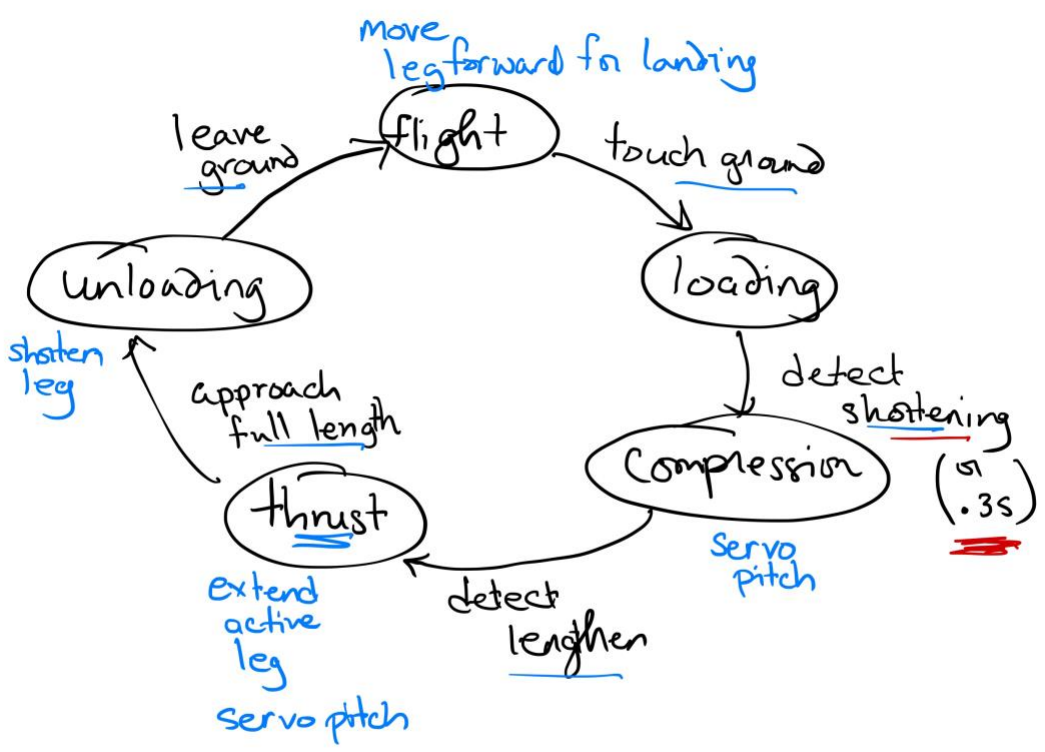 move
leg forward for landing
flight
leave
ground
touch ground
unloading
loading
shorten
leg
approach
full length
detect
shortening
(or
.3s)
compression
thrust
servo
pitch
extend
active
leg
servo pitch
detect
lengthen